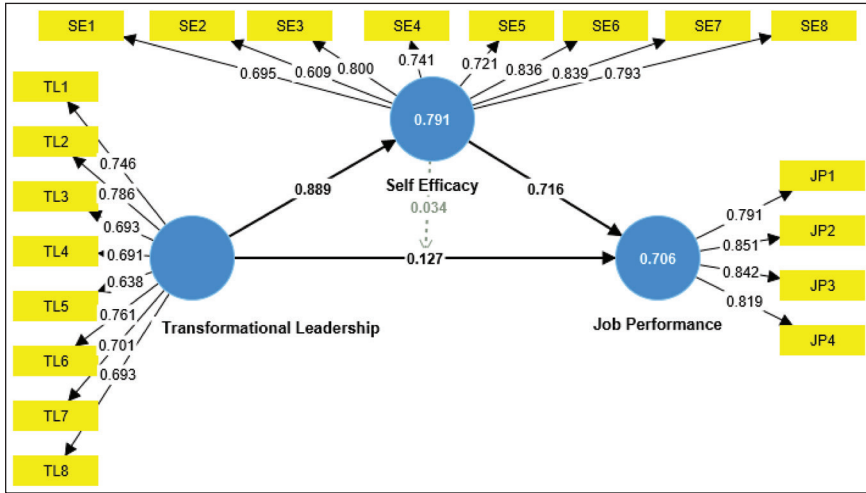 SE1
SE2
SE3
SE4
SE5
SE6
SE7
SE8
0.695
0.609
0.800
0.741
0.721
0.836
0.839
0.793
TL1
TL2
TL3
TL4
TL5
TL6
TL7
TL8
0.746
0.786
0.693
0.691
0.638
0.761
0.701
0.693
0.791
Self Efficacy
0.889
0.034
0.716
0.127
Transformational Leadership
0.706
Job Performance
0.791
0.851
0.842
0.819
JP1
JP2
JP3
JP4